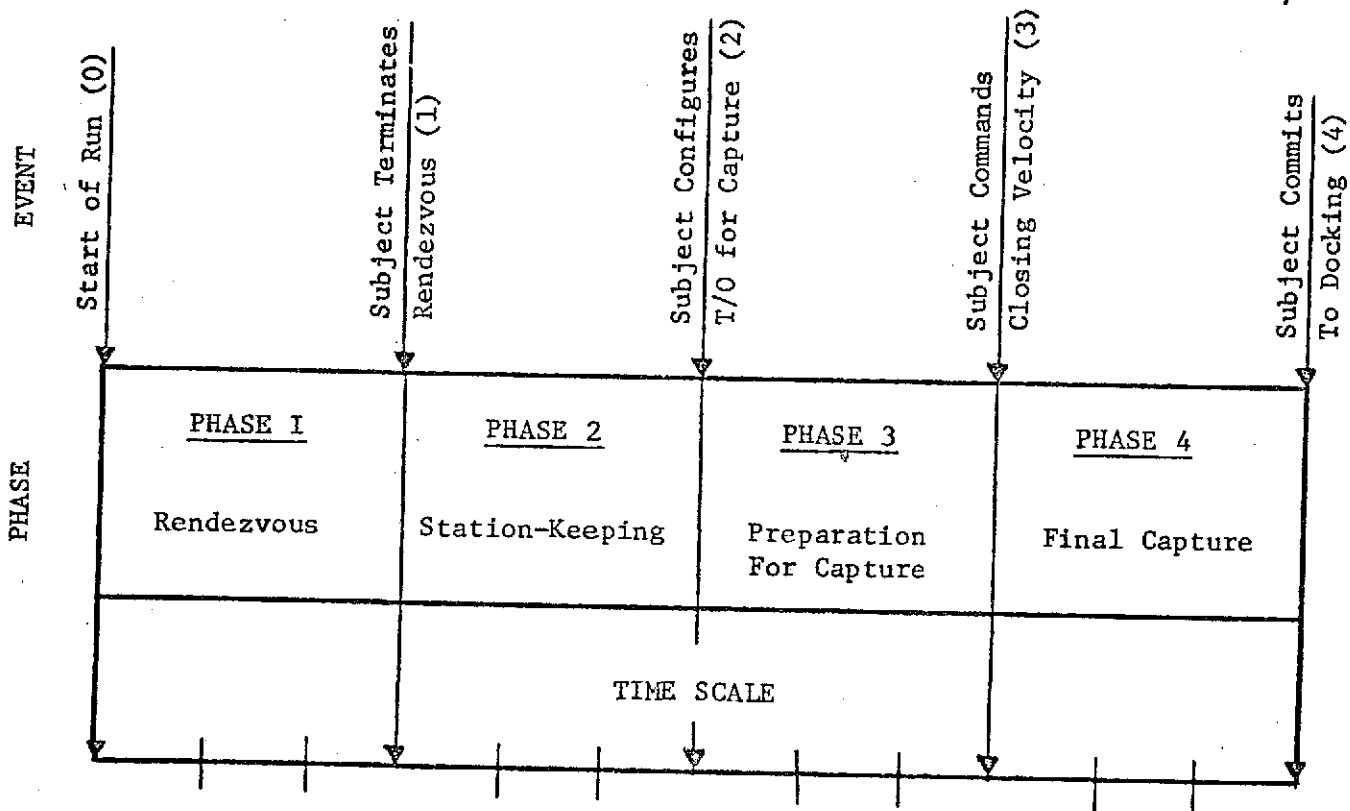 EVENT
Start of Run (0)
Subject Terminates
Rendezvous (1)
Subject Configures
T/O for Capture (2)
Subject Commands
Closing Velocity (3)
Subject Commits
To Docking (4)
PHASE
PHASE I
Rendezvous
PHASE 2
Station-Keeping
PHASE 3
Preparation
For Capture
PHASE 4
Final Capture
TIME SCALE